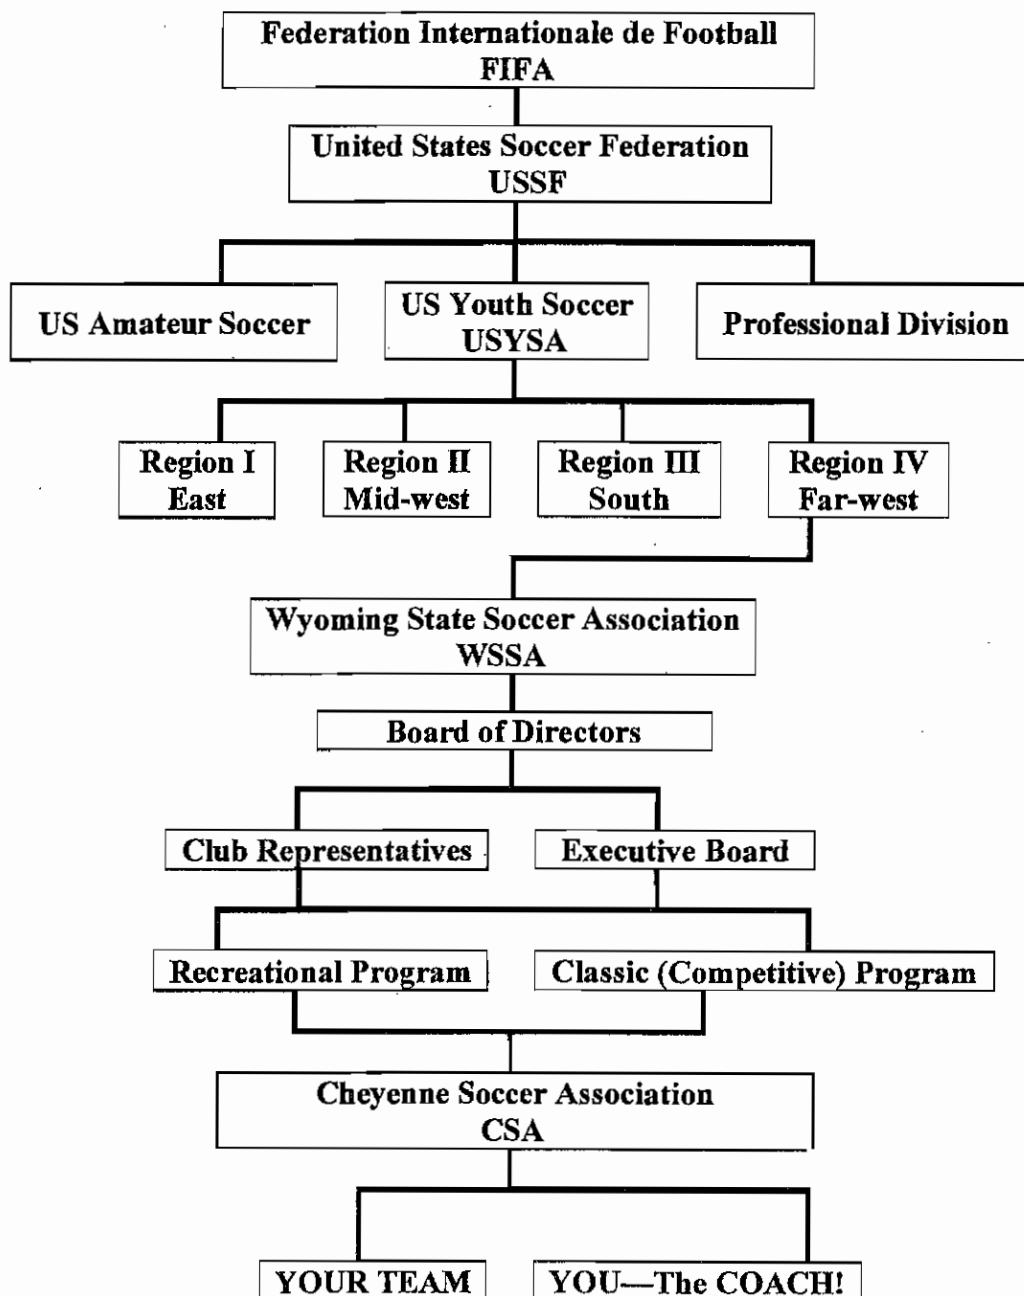 Federation Internationale de Football
FIFA
United States Soccer Federation
USSF
US Amateur Soccer
US Youth Soccer
USYSA
Professional Division
Region I
East
Region II
Mid-west
Region III
South
Region IV
Far-west
Wyoming State Soccer Association
WSSA
Board of Directors
Club Representatives
Executive Board
Recreational Program
Classic (Competitive) Program
Cheyenne Soccer Association
CSA
YOUR TEAM
YOU—The COACH!